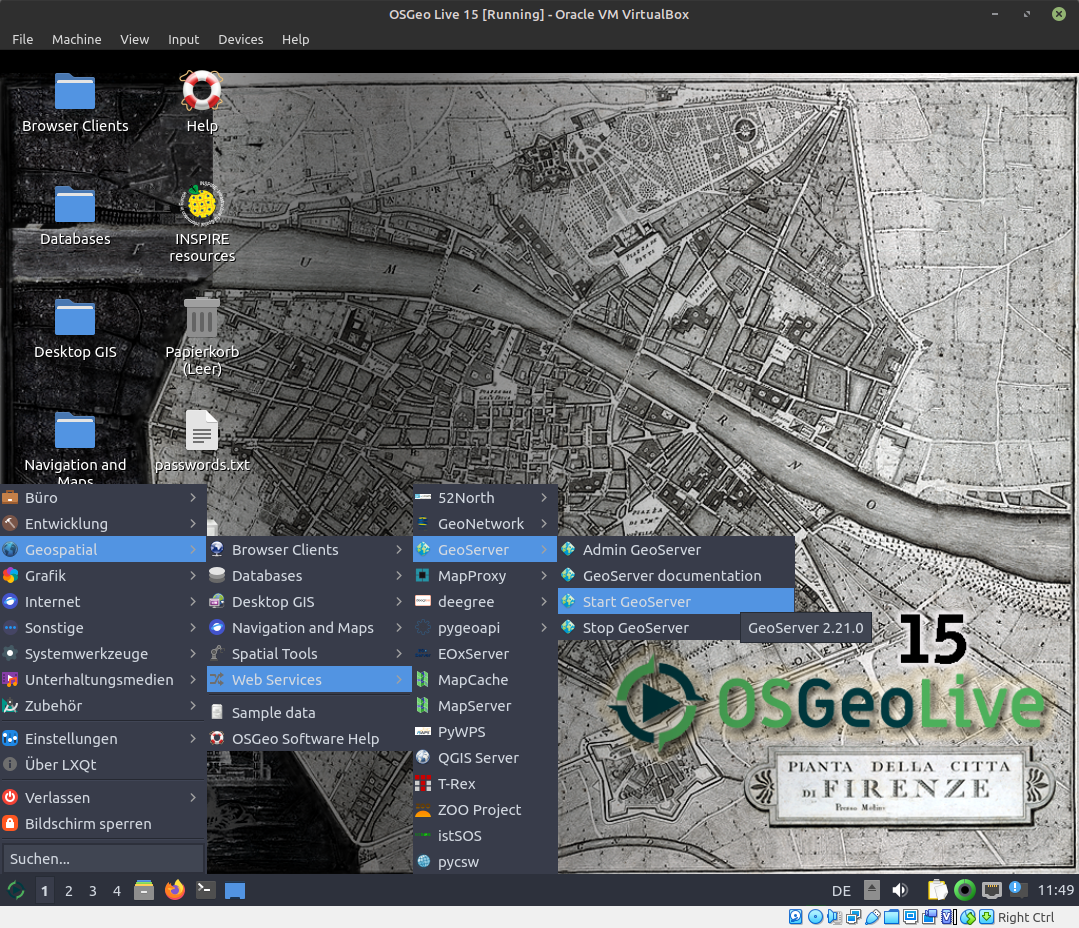 OSGeo Live 15 [Running] - Oracle VM VirtualBox
File Machine View Input Devices Help
Browser Clients
Help
Databases
INSPIRE
resources
Desktop GIS
Papierkorb
(Leer)
Navigation and
Maps
passwords.txt
Büro
Entwicklung
Geospatial
Grafik
Internet
Sonstige
Systemwerkzeuge
Unterhaltungsmedien
Zubehör
Einstellungen
Über LXQt
Verlassen
Bildschirm sperren
Suchen...
Browser Clients
Databases
Desktop GIS
Navigation and Maps
Spatial Tools
Web Services
Sample data
OSGeo Software Help
52North
GeoNetwork
GeoServer
MapProxy
deegree
pygeoapi
EOxServer
MapCache
MapServer
PyWPS
QGIS Server
T-Rex
ZOO Project
istSOS
pycsw
Admin GeoServer
GeoServer documentation
Start GeoServer
Stop GeoServer
GeoServer 2.21.0
15
OSGeoLive
PIANTA DELLA CITTA
DI FIRENZE
1 2 3 4
DE
11:49
Right Ctrl